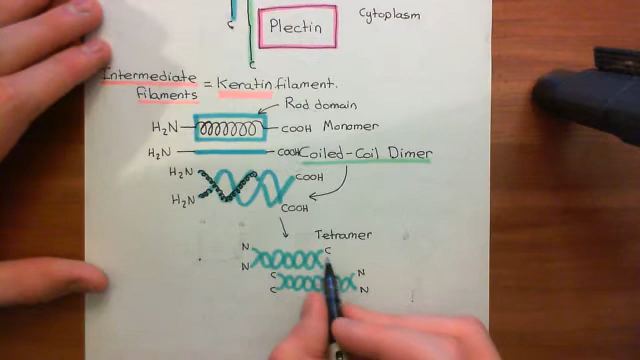 Cytoplasm
Plectin
C
C
Intermediate filaments = Keratin filament.
Rod domain
H₂N COOH Monomer
H₂N COOH Coiled-Coil Dimer
H₂N COOH
H₂N COOH
Tetramer
N C
N
C N
C N